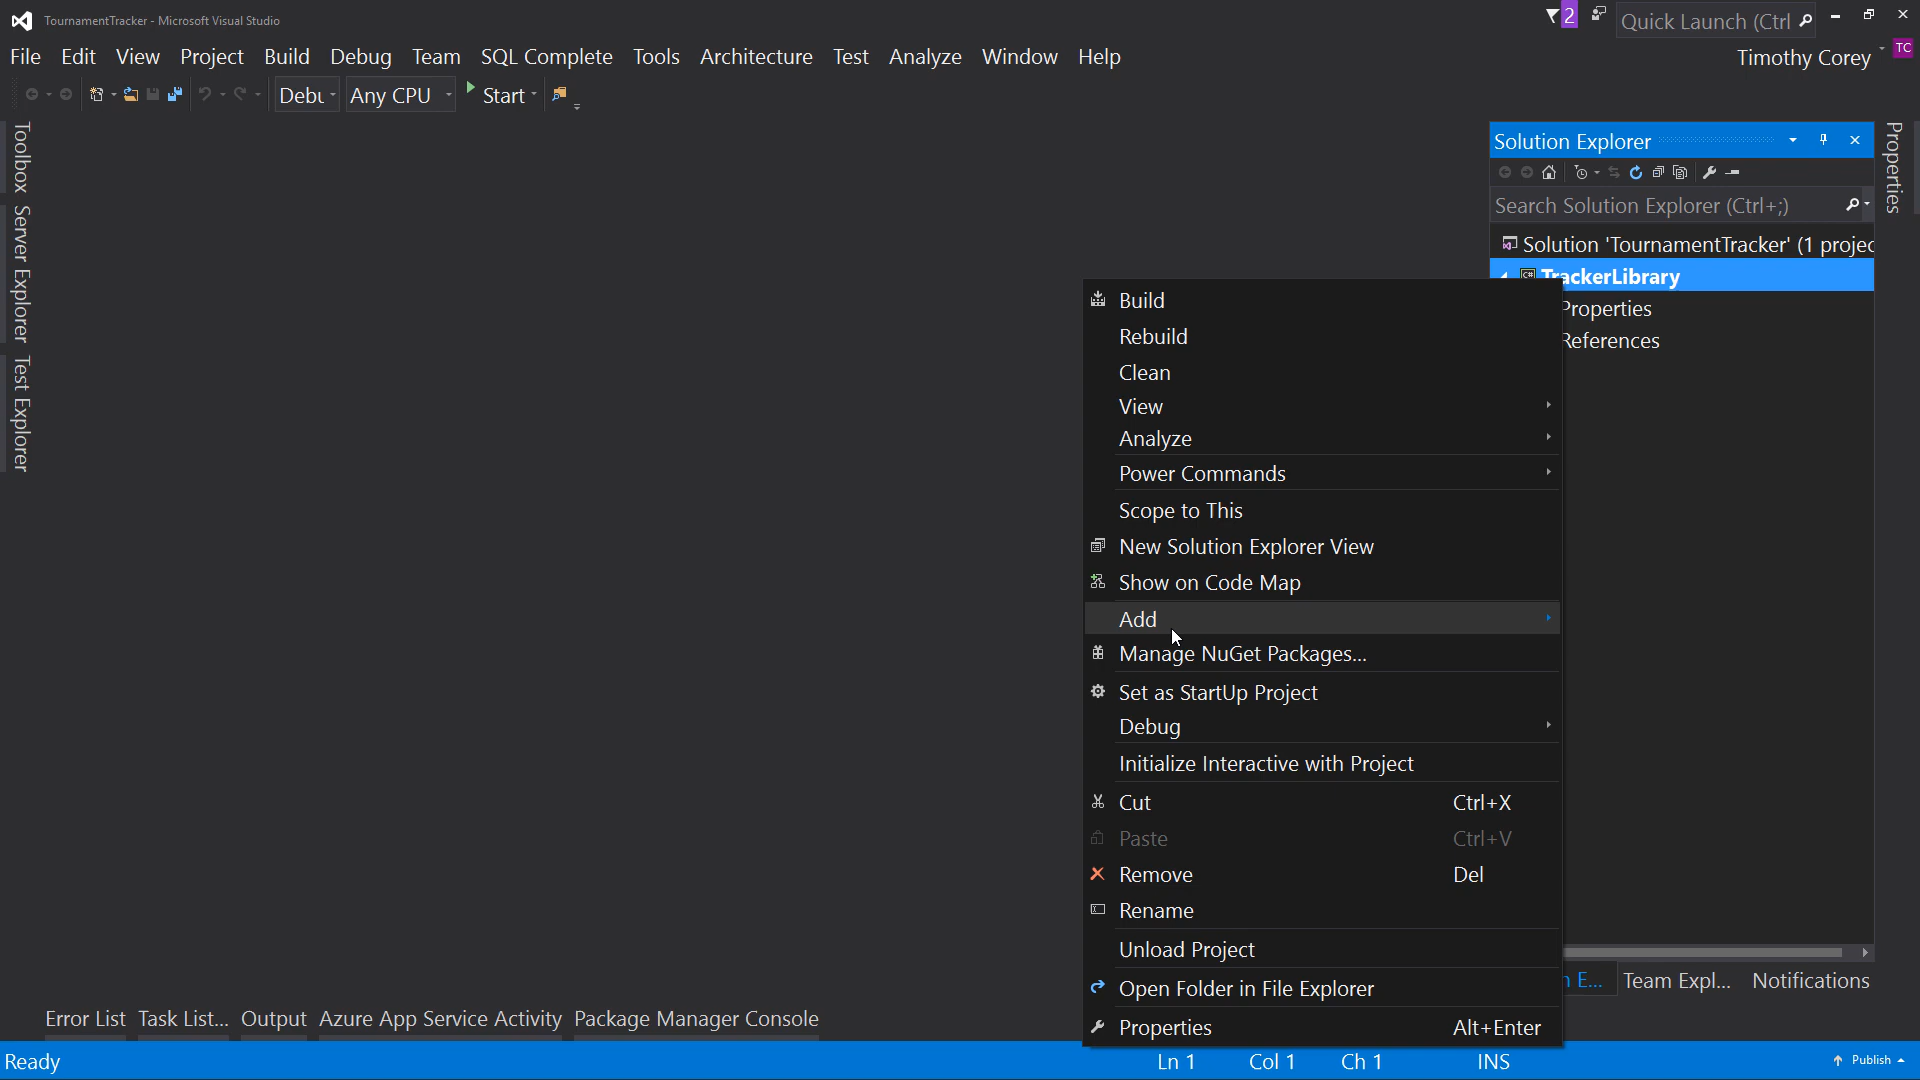 TournamentTracker - Microsoft Visual Studio
2
Quick Launch (Ctrl
File Edit View Project Build Debug Team SQL Complete Tools Architecture Test Analyze Window Help
Timothy Corey
TC
Debu
Any CPU
Start
Toolbox
Server Explorer
Test Explorer
Solution Explorer
Search Solution Explorer (Ctrl+;)
Solution 'TournamentTracker' (1 projec
TrackerLibrary
Properties
References
Properties
Build
Rebuild
Clean
View
Analyze
Power Commands
Scope to This
New Solution Explorer View
Show on Code Map
Add
Manage NuGet Packages...
Set as StartUp Project
Debug
Initialize Interactive with Project
Cut Ctrl+X
Paste Ctrl+V
Remove Del
Rename
Unload Project
Open Folder in File Explorer
Properties Alt+Enter
n E... Team Expl... Notifications
Error List Task List... Output Azure App Service Activity Package Manager Console
Ready
Ln 1 Col 1 Ch 1 INS
Publish